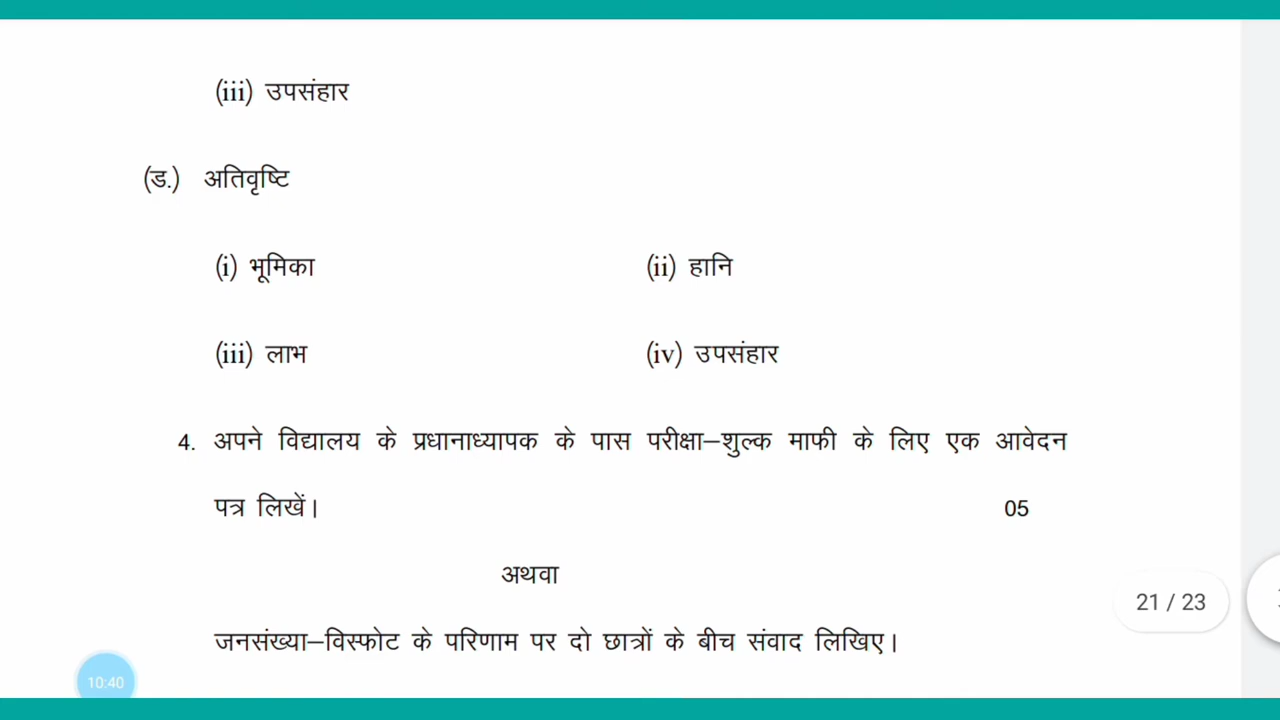 (iii) उपसंहार
(ड.) अतिवृष्टि
(i) भूमिका (ii) हानि
(iii) लाभ (iv) उपसंहार
4. अपने विद्यालय के प्रधानाध्यापक के पास परीक्षा–शुल्क माफी के लिए एक आवेदन
पत्र लिखें। 05
अथवा
21 / 23
जनसंख्या–विस्फोट के परिणाम पर दो छात्रों के बीच संवाद लिखिए।
10:40